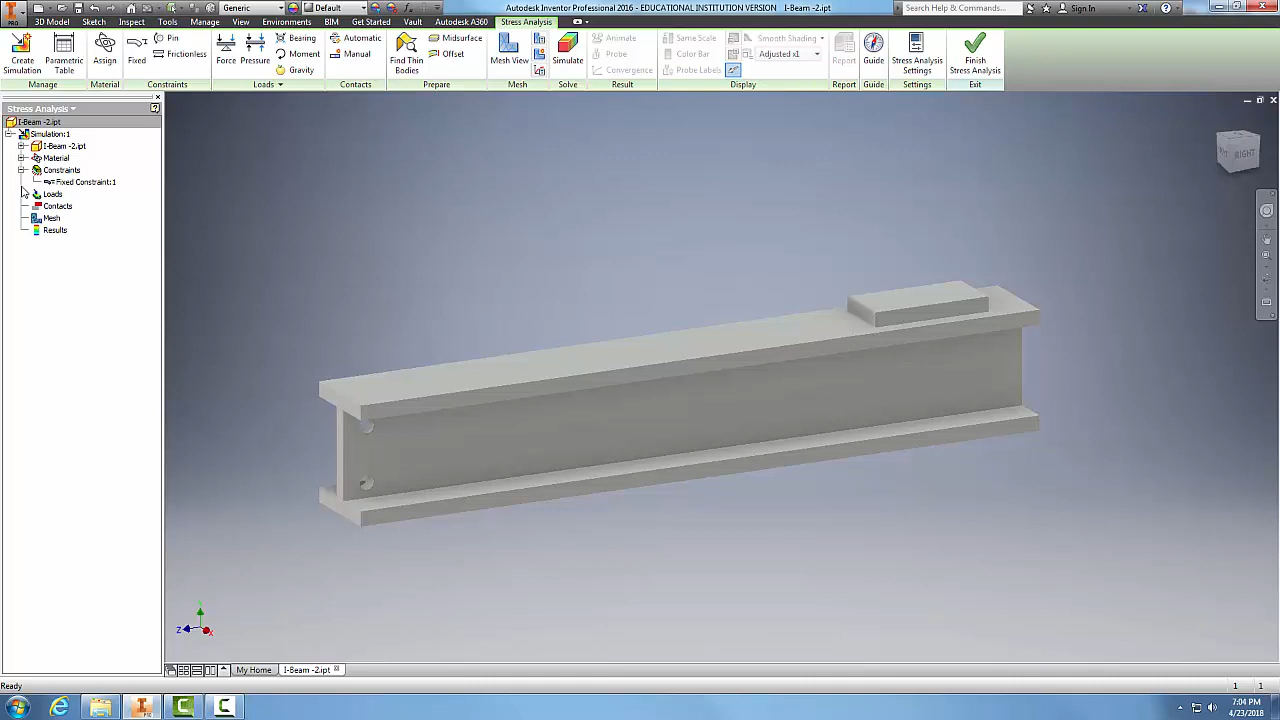 Generic
Default
Autodesk Inventor Professional 2016 - EDUCATIONAL INSTITUTION VERSION   I-Beam -2.ipt
Search Help & Commands...
Sign In
PRO
3D Model
Sketch
Inspect
Tools
Manage
View
Environments
BIM
Get Started
Vault
Autodesk A360
Stress Analysis
Create Simulation
Parametric Table
Assign
Fixed
Pin
Frictionless
Force
Pressure
Bearing
Moment
Gravity
Automatic
Manual
Find Thin Bodies
Midsurface
Offset
Mesh View
Simulate
Animate
Probe
Convergence
Same Scale
Color Bar
Probe Labels
Smooth Shading
Adjusted x1
Report
Guide
Stress Analysis Settings
Finish Stress Analysis
Manage
Material
Constraints
Loads
Contacts
Prepare
Mesh
Solve
Result
Display
Report
Guide
Settings
Exit
Stress Analysis
I-Beam -2.ipt
Simulation:1
I-Beam -2.ipt
Material
Constraints
Fixed Constraint:1
Loads
Contacts
Mesh
Results
RIGHT
Y
Z
X
My Home
I-Beam -2.ipt
Ready
1
1
7:04 PM
4/23/2018